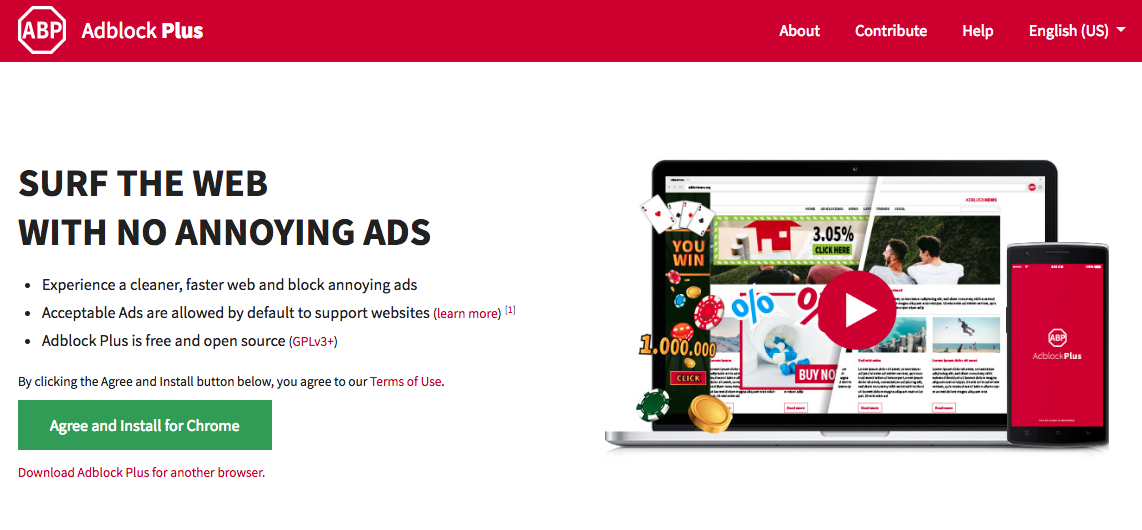 ABP Adblock Plus
About Contribute Help English (US)
SURF THE WEB
WITH NO ANNOYING ADS
Experience a cleaner, faster web and block annoying ads
Acceptable Ads are allowed by default to support websites (learn more) [1]
Adblock Plus is free and open source (GPLv3+)
By clicking the Agree and Install button below, you agree to our Terms of Use.
Agree and Install for Chrome
Download Adblock Plus for another browser.
ADBLOCKNEWS
3.05%
CLICK HERE
YOU
WIN
%
%
1.000.000
BUY NO
CLICK
Read more
Read more
Read more
ABP
AdblockPlus